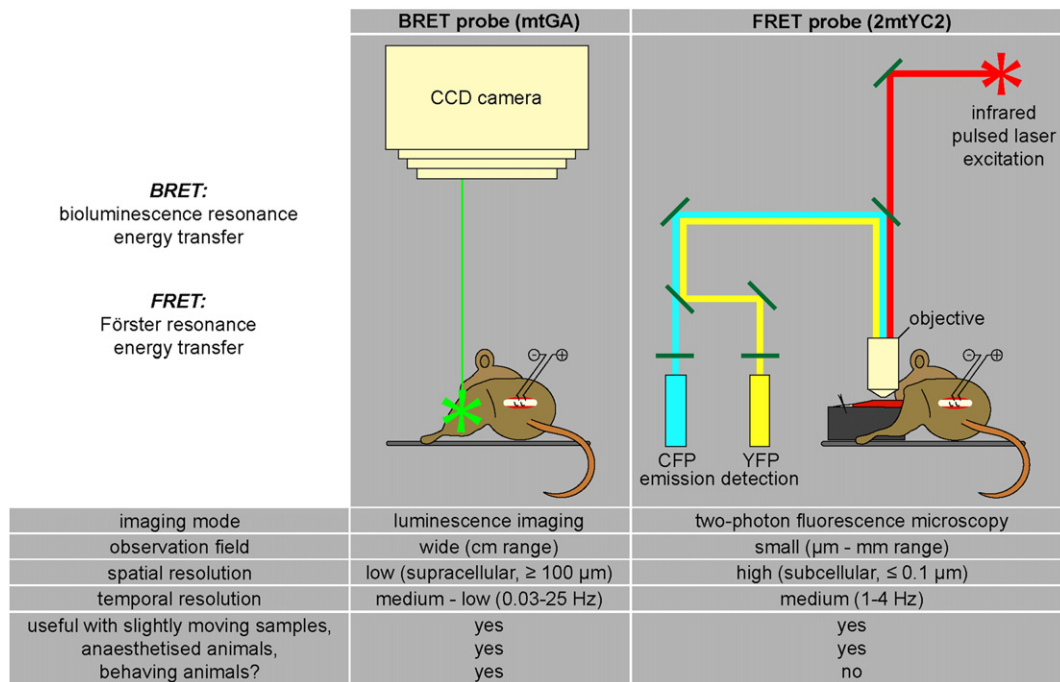 BRET probe (mtGA) FRET probe (2mtYC2)
CCD camera
infrared
pulsed laser
excitation
BRET:
bioluminescence resonance
energy transfer
FRET:
Förster resonance
energy transfer
objective
- +
- +
CFP YFP
emission detection
imaging mode luminescence imaging two-photon fluorescence microscopy
observation field wide (cm range) small (µm - mm range)
spatial resolution low (supracellular, ≥ 100 µm) high (subcellular, ≤ 0.1 µm)
temporal resolution medium - low (0.03-25 Hz) medium (1-4 Hz)
useful with slightly moving samples, yes yes
anaesthetised animals, yes yes
behaving animals? yes no